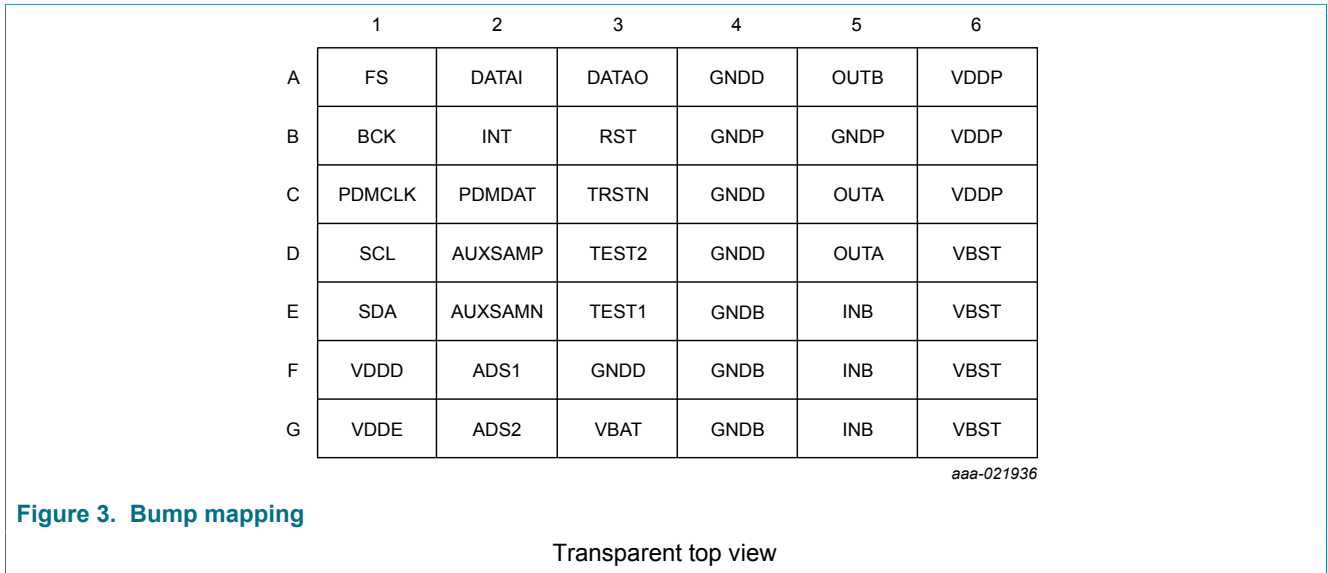 1 2 3 4 5 6
A FS DATAI DATAO GNDD OUTB VDDP
B BCK INT RST GNDP GNDP VDDP
C PDMCLK PDMDAT TRSTN GNDD OUTA VDDP
D SCL AUXSAMP TEST2 GNDD OUTA VBST
E SDA AUXSAMN TEST1 GNDB INB VBST
F VDDD ADS1 GNDD GNDB INB VBST
G VDDE ADS2 VBAT GNDB INB VBST
aaa-021936
Figure 3. Bump mapping
Transparent top view